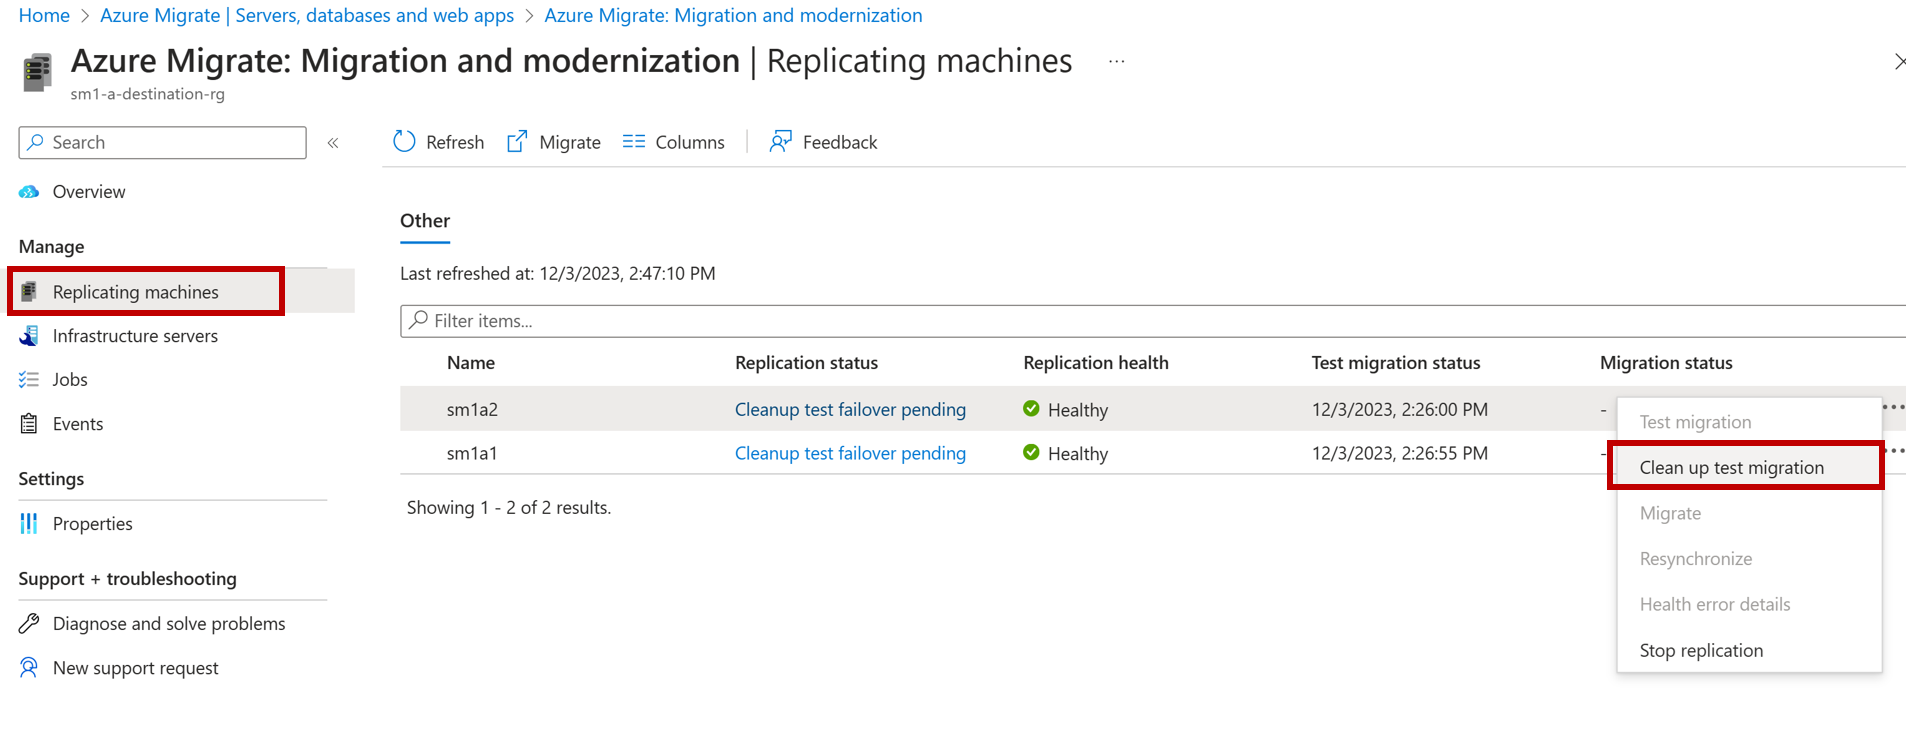 Home > Azure Migrate | Servers, databases and web apps > Azure Migrate: Migration and modernization
Azure Migrate: Migration and modernization | Replicating machines ...
sm1-a-destination-rg
Search «
Refresh Migrate Columns Feedback
Overview
Manage
Replicating machines
Infrastructure servers
Jobs
Events
Settings
Properties
Support + troubleshooting
Diagnose and solve problems
New support request
Other
Last refreshed at: 12/3/2023, 2:47:10 PM
Filter items...
Name Replication status Replication health Test migration status Migration status
sm1a2 Cleanup test failover pending Healthy 12/3/2023, 2:26:00 PM -
sm1a1 Cleanup test failover pending Healthy 12/3/2023, 2:26:55 PM -
Showing 1 - 2 of 2 results.
Test migration
Clean up test migration
Migrate
Resynchronize
Health error details
Stop replication